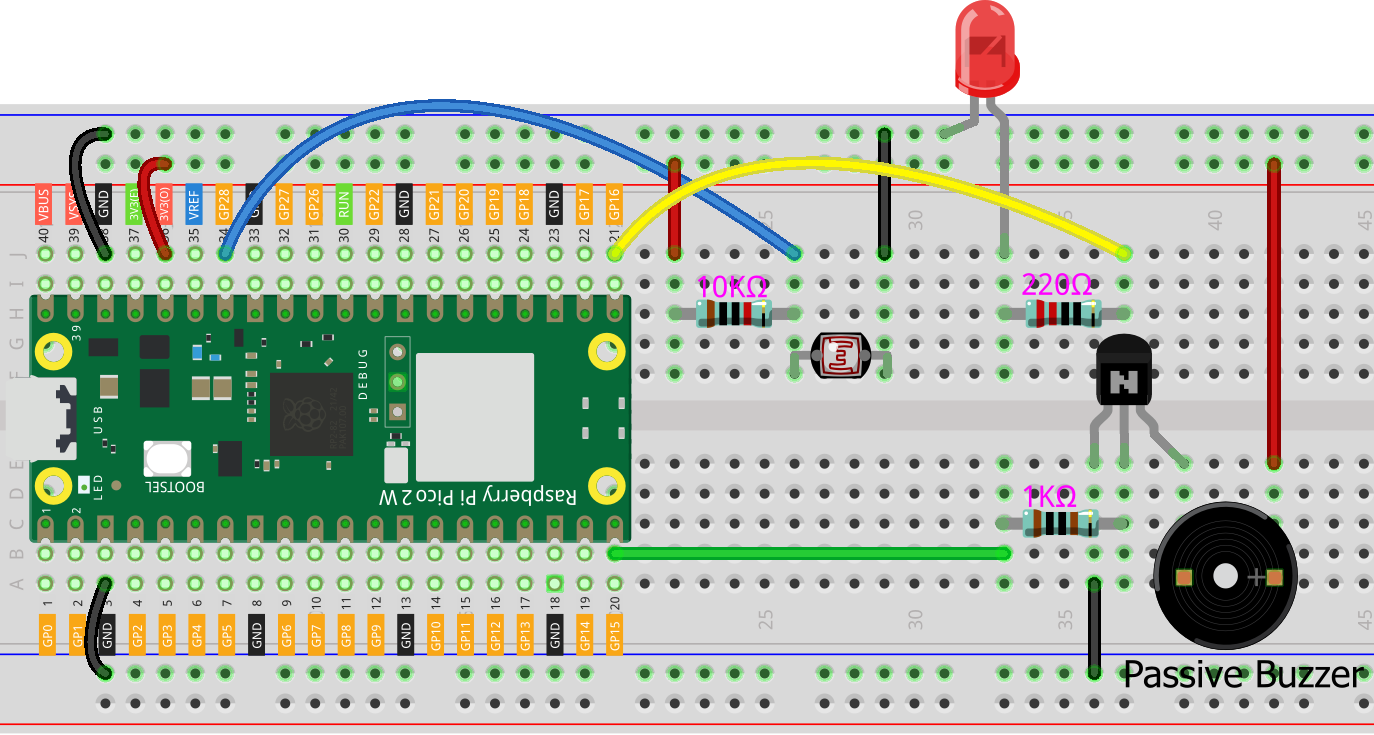 VBUS VSYS GND 3V3(E) 3V3(O) VREF GP28 GND GP27 GP26 RUN GP22 GND GP21 GP20 GP19 GP18 GND GP17 GP16
40 39 38 37 36 35 34 33 32 31 30 29 28 27 26 25 24 23 22 21
25 30 35 40 45
J
I
10KΩ 220Ω
H
G
F
39
DEBUG
USB
N
E
D
LED
BOOTSEL
Raspberry Pi Pico 2 W
1KΩ
1 2
C
B
+
A
1 2 3 4 5 6 7 8 9 10 11 12 13 14 15 16 17 18 19 20
25 30 35 45
GP0 GP1 GND GP2 GP3 GP4 GP5 GND GP6 GP7 GP8 GP9 GND GP10 GP11 GP12 GP13 GND GP14 GP15
Passive Buzzer